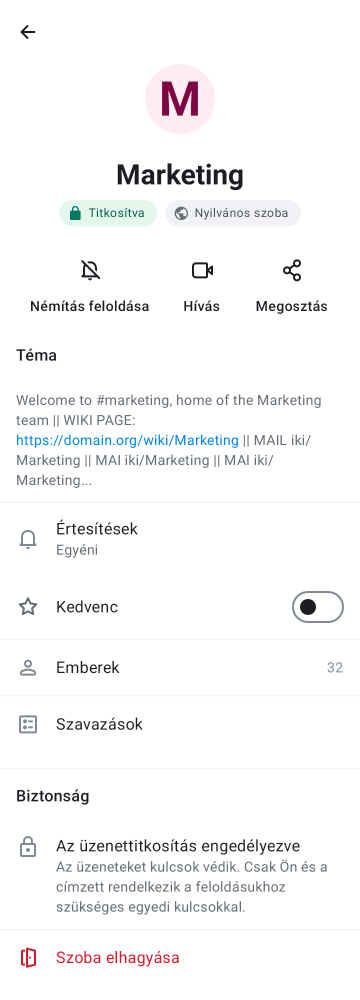 M
Marketing
Titkosítva
Nyilvános szoba
Némítás feloldása
Hívás
Megosztás
Téma
Welcome to #marketing, home of the Marketing
team || WIKI PAGE:
https://domain.org/wiki/Marketing || MAIL iki/
Marketing || MAI iki/Marketing || MAI iki/
Marketing...
Értesítések
Egyéni
Kedvenc
Emberek
32
Szavazások
Biztonság
Az üzenettitkosítás engedélyezve
Az üzeneteket kulcsok védik. Csak Ön és a
címzett rendelkezik a feloldásukhoz
szükséges egyedi kulcsokkal.
Szoba elhagyása